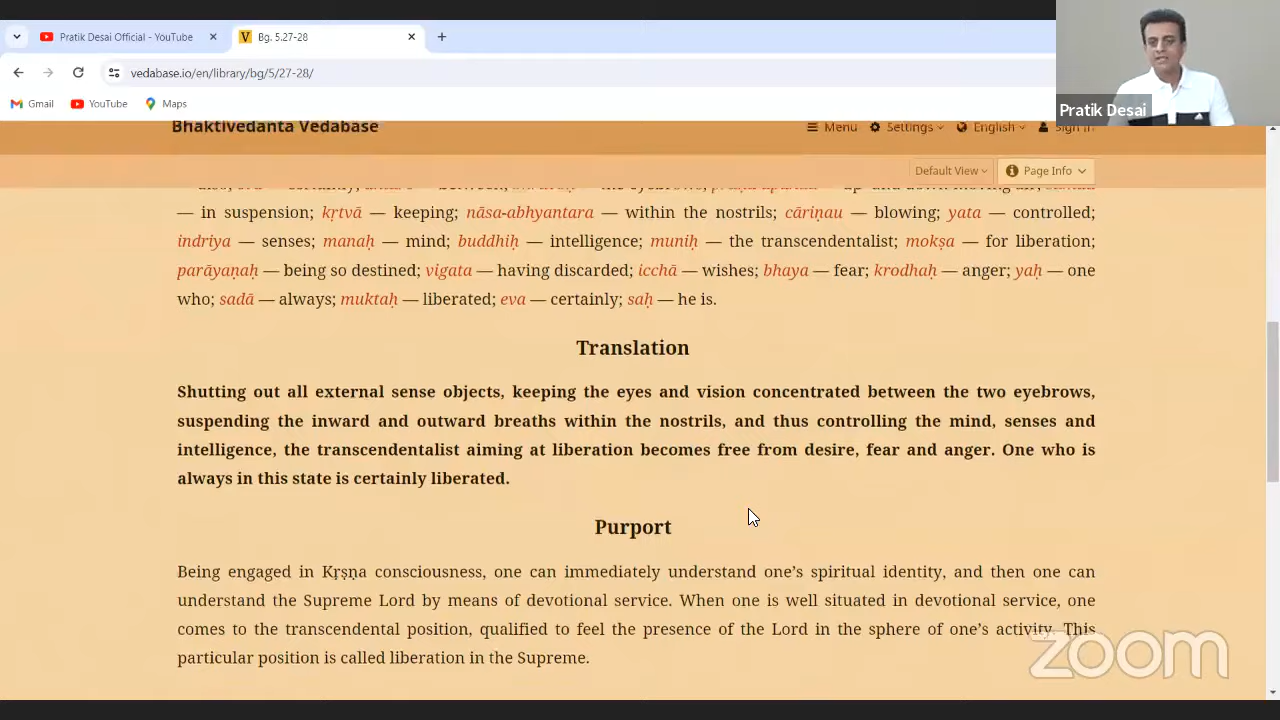 Pratik Desai Official - YouTube
Bg. 5.27-28
vedabase.io/en/library/bg/5/27-28/
Gmail YouTube Maps
Pratik Desai
Bhaktivedanta Vedabase
Menu Settings English Sign In
Default View Page Info
— in suspension; kṛtvā — keeping; nāsa-abhyantara — within the nostrils; cāriṇau — blowing; yata — controlled;
indriya — senses; manaḥ — mind; buddhiḥ — intelligence; muniḥ — the transcendentalist; mokṣa — for liberation;
parāyaṇaḥ — being so destined; vigata — having discarded; icchā — wishes; bhaya — fear; krodhaḥ — anger; yaḥ — one
who; sadā — always; muktaḥ — liberated; eva — certainly; saḥ — he is.
Translation
Shutting out all external sense objects, keeping the eyes and vision concentrated between the two eyebrows,
suspending the inward and outward breaths within the nostrils, and thus controlling the mind, senses and
intelligence, the transcendentalist aiming at liberation becomes free from desire, fear and anger. One who is
always in this state is certainly liberated.
Purport
Being engaged in Kṛṣṇa consciousness, one can immediately understand one’s spiritual identity, and then one can
understand the Supreme Lord by means of devotional service. When one is well situated in devotional service, one
comes to the transcendental position, qualified to feel the presence of the Lord in the sphere of one’s activity. This
particular position is called liberation in the Supreme.
zoom